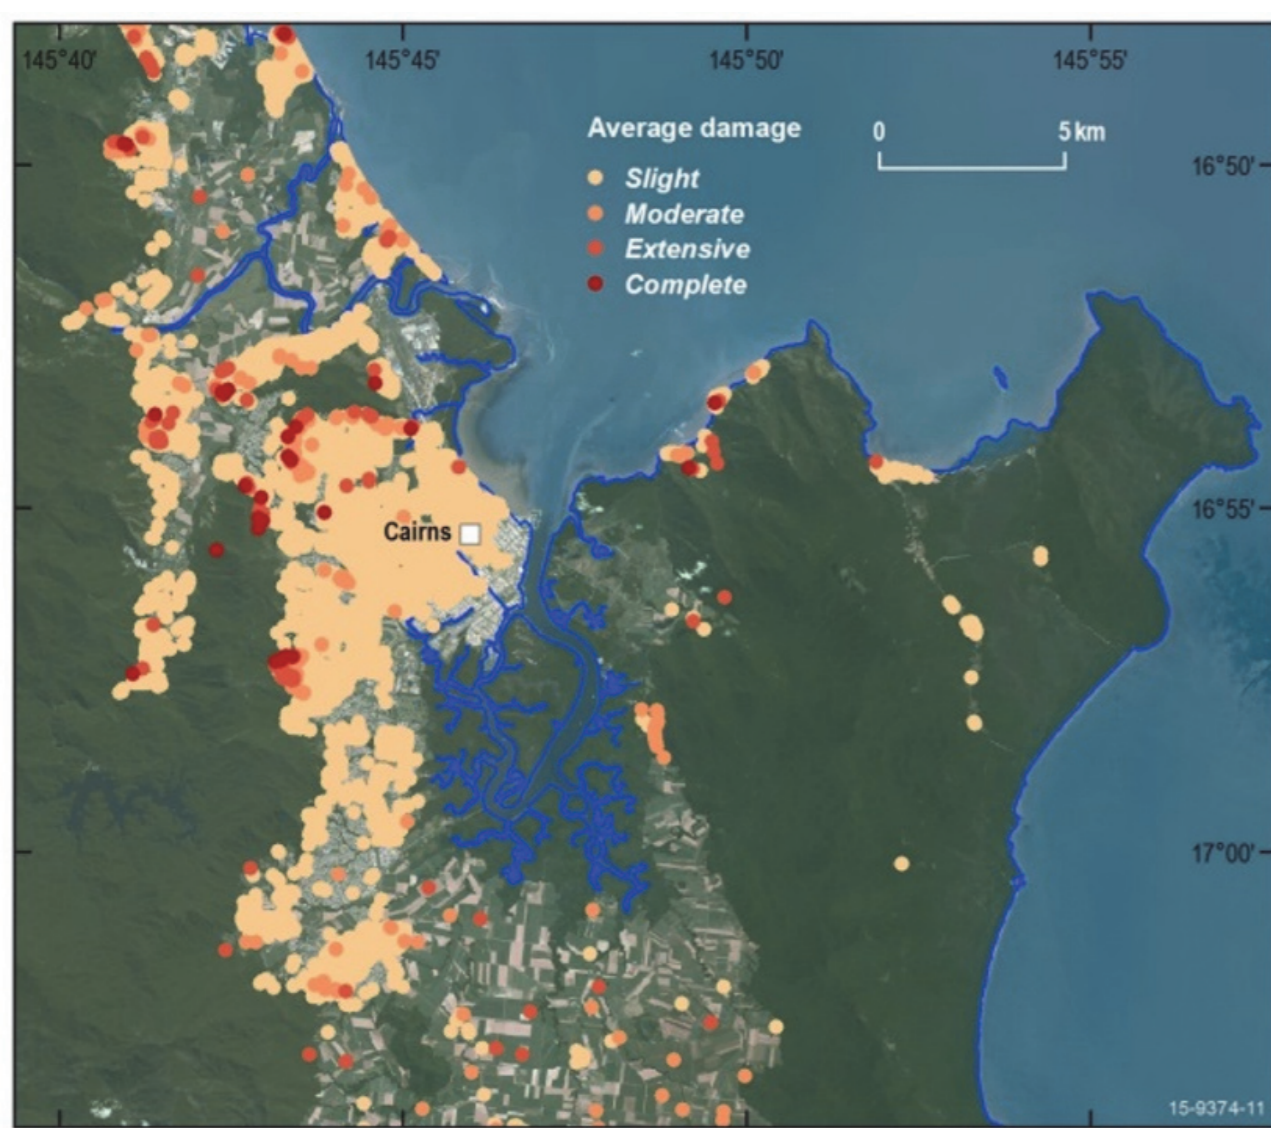 145°40'
145°45'
145°50'
145°55'
Average damage
0 5 km
Slight
16°50'
Moderate
Extensive
Complete
16°55'
Cairns
17°00'
15-9374-11